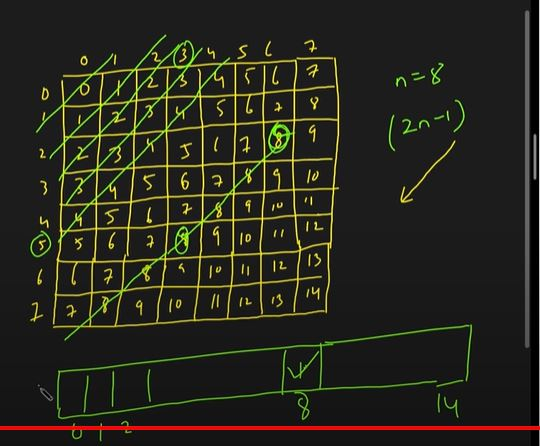 0 1 2 3 4 5 6 7
0 0 1 2 3 4 5 6 7
1 1 2 3 4 5 6 7 8
2 2 3 4 5 6 7 8 9
3 3 4 5 6 7 8 9 10
4 4 5 6 7 8 9 10 11
5 5 6 7 8 9 10 11 12
6 6 7 8 9 10 11 12 13
7 7 8 9 10 11 12 13 14
n=8
(2n-1)
0 1 2 8 14